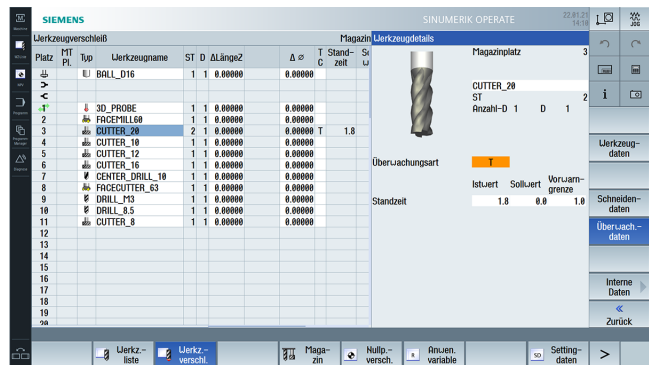 SIEMENS
SINUMERIK OPERATE
22.01.21
14.18
JOG
Werkzeugverschleiß Magazin
Werkzeugdetails
Platz MT Pl. Typ Werkzeugname ST D ΔLängeZ Δ ø T C Stand- zeit
BALL_D16 1 1 0.00000 0.00000
1 3D_PROBE 1 1 0.00000 0.00000
2 FACEMILL60 1 1 0.00000 0.00000
3 CUTTER_20 2 1 0.00000 0.00000 T 1.8
4 CUTTER_10 1 1 0.00000 0.00000
5 CUTTER_12 1 1 0.00000 0.00000
6 CUTTER_16 1 1 0.00000 0.00000
7 CENTER_DRILL_10 1 1 0.00000 0.00000
8 FACECUTTER_63 1 1 0.00000 0.00000
9 DRILL_M3 1 1 0.00000 0.00000
10 DRILL_8.5 1 1 0.00000 0.00000
11 CUTTER_8 1 1 0.00000 0.00000
12
13
14
15
16
17
18
19
20
Magazinplatz 3
CUTTER_20
ST 2
Anzahl-D 1 D 1
Überwachungsart T
Istwert Sollwert Vorwarn- grenze
Standzeit 1.8 0.0 1.0
i
Werkzeug-
daten
Schneiden-
daten
Überwach.-
daten
Interne
Daten
«
Zurück
Werkz.-
liste
Werkz.-
verschl.
Maga-
zin
Nullp.-
versch.
R Anwen.
variable
SD Setting-
daten
>